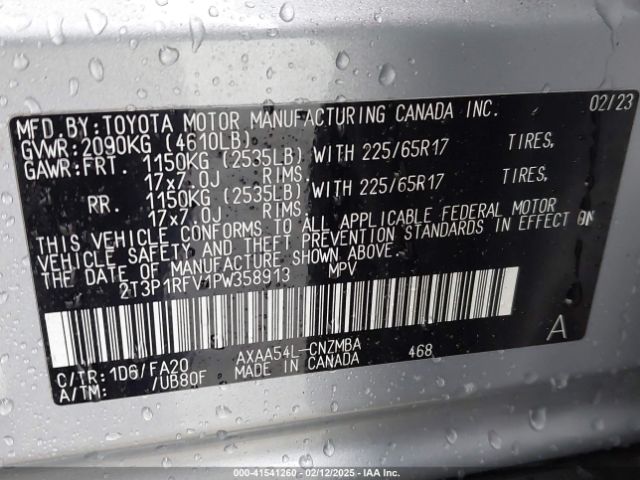 MFD.BY:TOYOTA MOTOR MANUFACTURING CANADA INC. 02/23
GVWR:2090KG (4610LB)
GAWR:FRT. 1150KG (2535LB) WITH 225/65R17 TIRES,
17x7.0J RIMS,
RR. 1150KG (2535LB) WITH 225/65R17 TIRES,
17x7.0J RIMS,
THIS VEHICLE CONFORMS TO ALL APPLICABLE FEDERAL MOTOR
VEHICLE SAFETY AND THEFT PREVENTION STANDARDS IN EFFECT ON
THE DATE OF MANUFACTURE SHOWN ABOVE.
2T3P1RFV1PW358913 MPV
C/TR:1D6/FA20 AXAA54L-CNZMBA 468 A
A/TM: /UB80F MADE IN CANADA
000-41541260 - 02/12/2025 - IAA Inc.